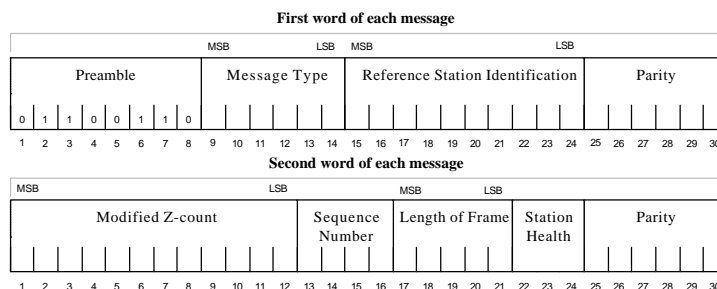 First word of each message
MSB LSB MSB LSB
Preamble Message Type Reference Station Identification Parity
0 1 1 0 0 1 1 0
1 2 3 4 5 6 7 8 9 10 11 12 13 14 15 16 17 18 19 20 21 22 23 24 25 26 27 28 29 30
Second word of each message
MSB LSB MSB LSB
Modified Z-count Sequence Length of Frame Station Parity
Number Health
1 2 3 4 5 6 7 8 9 10 11 12 13 14 15 16 17 18 19 20 21 22 23 24 25 26 27 28 29 30